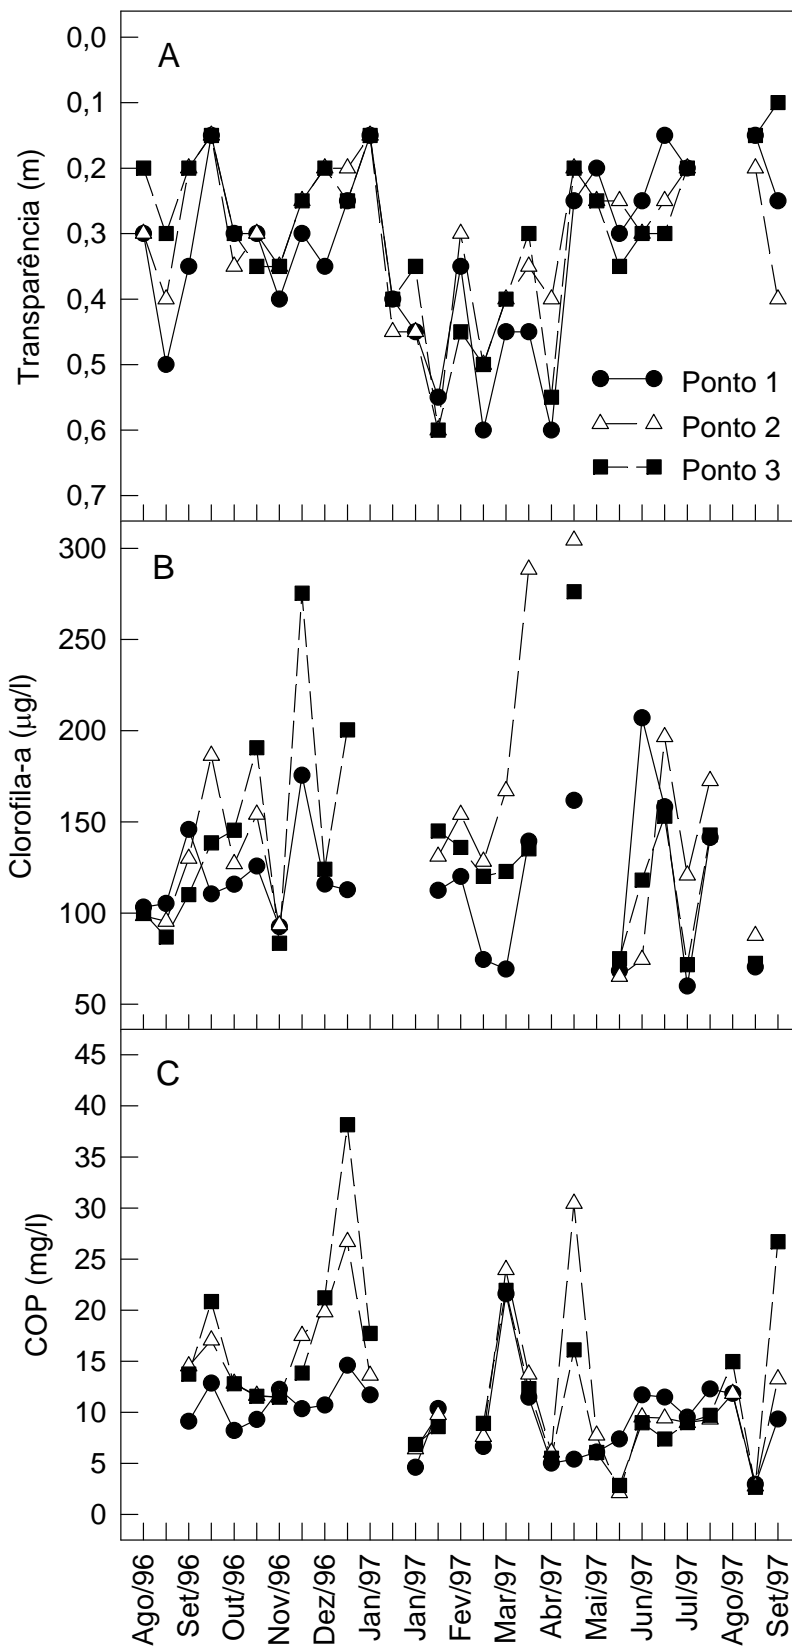 A
Transparência (m)
0,0
0,1
0,2
0,3
0,4
0,5
0,6
0,7
Ponto 1
Ponto 2
Ponto 3
B
Clorofila-a (µg/l)
300
250
200
150
100
50
C
COP (mg/l)
45
40
35
30
25
20
15
10
5
0
Ago/96
Set/96
Out/96
Nov/96
Dez/96
Jan/97
Jan/97
Fev/97
Mar/97
Abr/97
Mai/97
Jun/97
Jul/97
Ago/97
Set/97